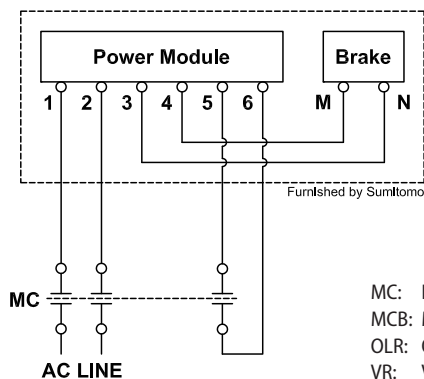 Power Module
Brake
1 2 3 4 5 6 M N
Furnished by Sumitomo
MC
AC LINE
MC:
MCB:
OLR:
VR: